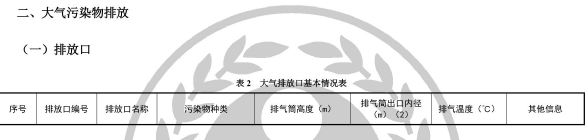 二、大气污染物排放
（一）排放口
表 2 大气排放口基本情况表
序号 排放口编号 排放口名称 污染物种类 排气筒高度（m） 排气筒出口内径（m）（2） 排气温度（℃） 其他信息